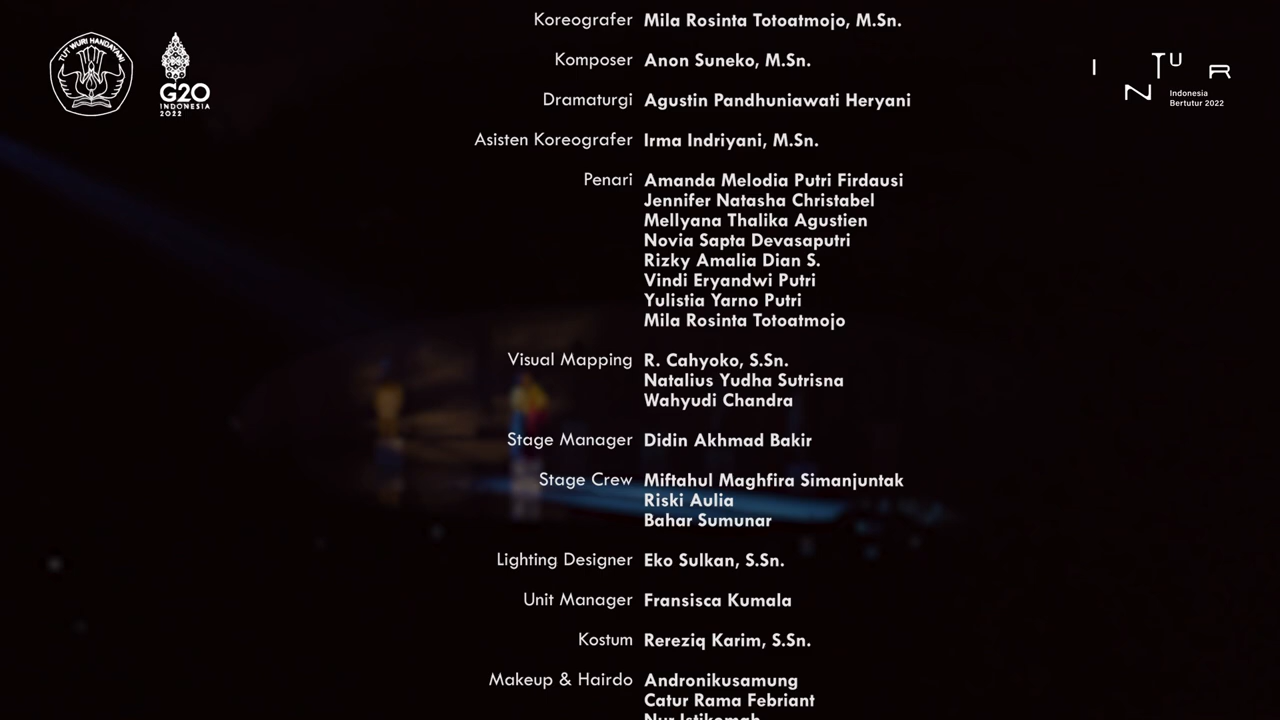 TUT WURI HANDAYANI
G20
INDONESIA
2022
INTUR
Indonesia
Bertutur 2022
Koreografer Mila Rosinta Totoatmojo, M.Sn.
Komposer Anon Suneko, M.Sn.
Dramaturgi Agustin Pandhuniawati Heryani
Asisten Koreografer Irma Indriyani, M.Sn.
Penari Amanda Melodia Putri Firdausi
Jennifer Natasha Christabel
Mellyana Thalika Agustien
Novia Sapta Devasaputri
Rizky Amalia Dian S.
Vindi Eryandwi Putri
Yulistia Yarno Putri
Mila Rosinta Totoatmojo
Visual Mapping R. Cahyoko, S.Sn.
Natalius Yudha Sutrisna
Wahyudi Chandra
Stage Manager Didin Akhmad Bakir
Stage Crew Miftahul Maghfira Simanjuntak
Riski Aulia
Bahar Sumunar
Lighting Designer Eko Sulkan, S.Sn.
Unit Manager Fransisca Kumala
Kostum Rereziq Karim, S.Sn.
Makeup & Hairdo Andronikusamung
Catur Rama Febriant